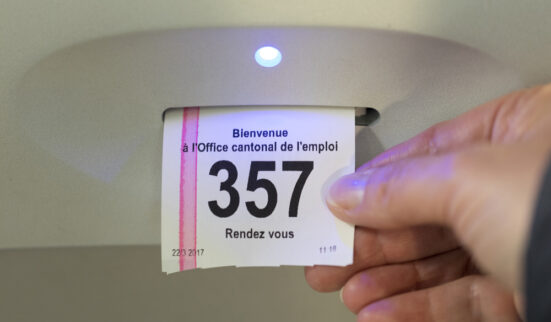 Bienvenue
à l'Office cantonal de l'emploi
357
Rendez vous
22/3 2017 11:18